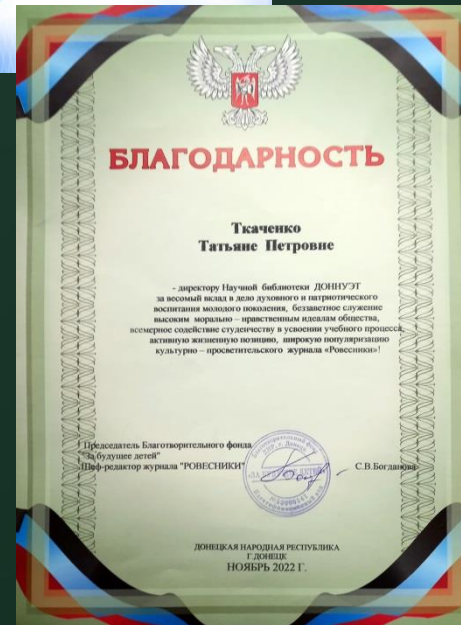 БЛАГОДАРНОСТЬ
Ткаченко
Татьяне Петровне
- директору Научной библиотеки ДОННУЭТ
за весомый вклад в дело духовного и патриотического
воспитания молодого поколения, беззаветное служение
высоким морально – нравственным идеалам общества,
всемерное содействие студенчеству в усвоении учебного процесса,
активную жизненную позицию, широкую популяризацию
культурно – просветительского журнала «Ровесники»!
Председатель Благотворительного фонда
"За будущее детей"
Шеф-редактор журнала "РОВЕСНИКИ"
С.В.Богданова
ДОНЕЦКАЯ НАРОДНАЯ РЕСПУБЛИКА
Г.ДОНЕЦК
НОЯБРЬ 2022 Г.